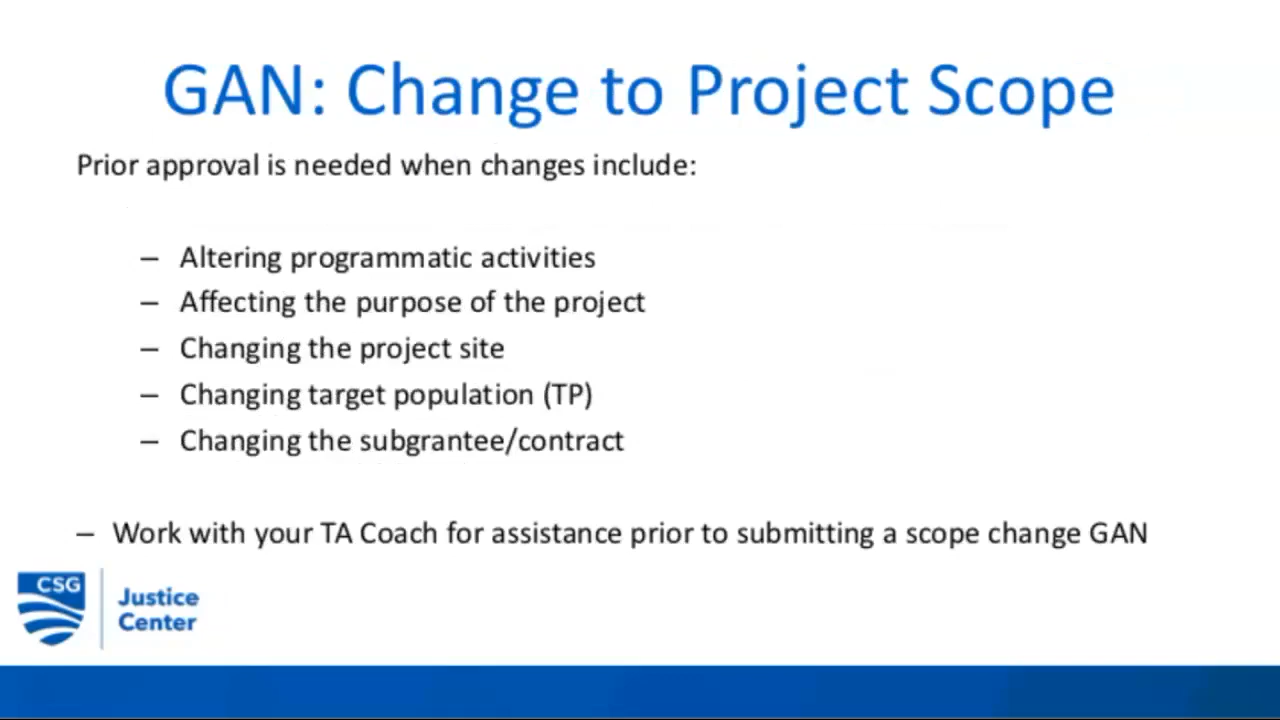 GAN: Change to Project Scope
Prior approval is needed when changes include:
– Altering programmatic activities
– Affecting the purpose of the project
– Changing the project site
– Changing target population (TP)
– Changing the subgrantee/contract
– Work with your TA Coach for assistance prior to submitting a scope change GAN
CSG
Justice
Center